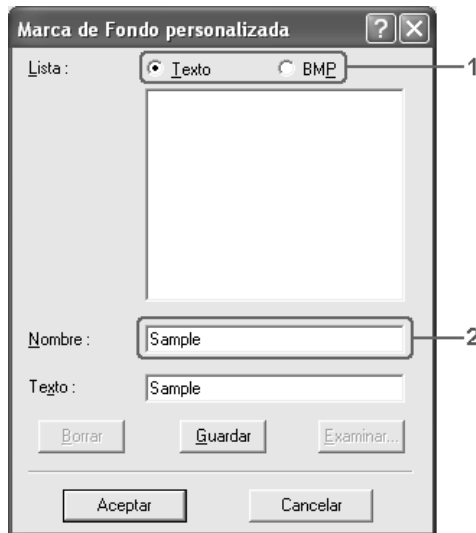 Marca de Fondo personalizada
Lista : Texto BMP 1
Nombre : Sample 2
Texto : Sample
Borrar Guardar Examinar...
Aceptar Cancelar